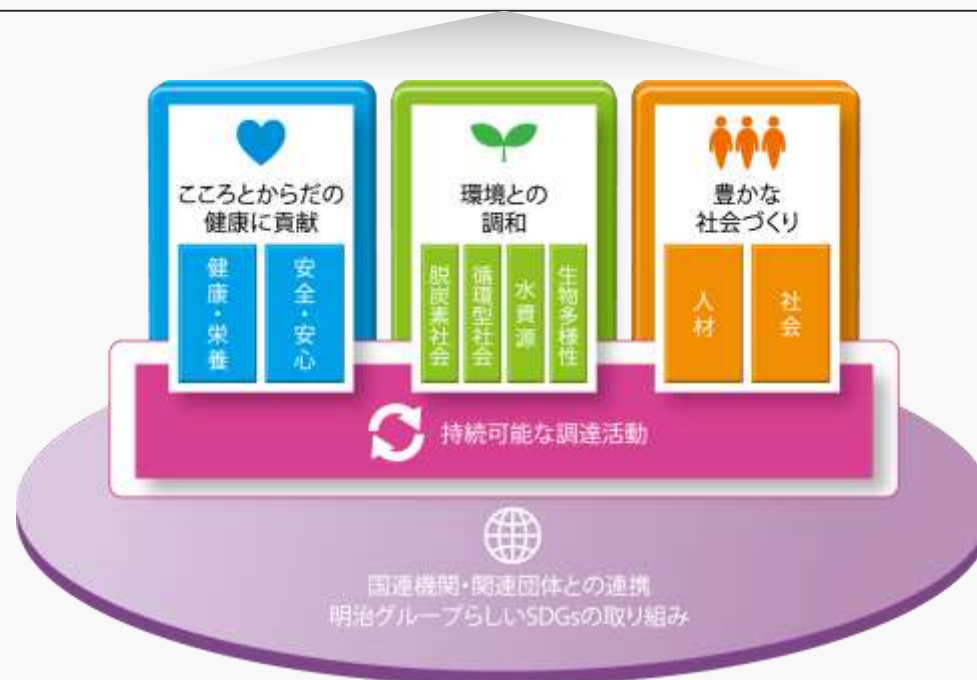 こころとからだの
健康に貢献
健康・栄養
安全・安心
環境との
調和
脱炭素社会
循環型社会
水資源
生物多様性
豊かな
社会づくり
人材
社会
持続可能な調達活動
国連機関・関連団体との連携
明治グループらしいSDGsの取り組み